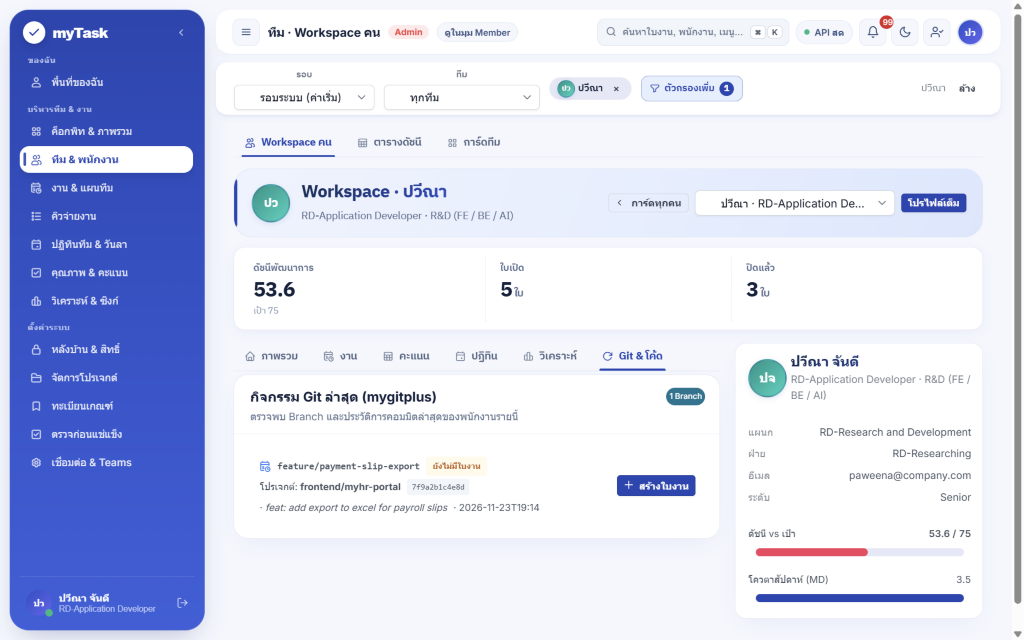 myTask
ของฉัน
พื้นที่ของฉัน
บริหารทีม & งาน
ค็อกพิท & ภาพรวม
ทีม & พนักงาน
งาน & แผนทีม
คิวจ่ายงาน
ปฏิทินทีม & วันลา
คุณภาพ & คะแนน
วิเคราะห์ & ซิงก์
ตั้งค่าระบบ
หลังบ้าน & สิทธิ์
จัดการโปรเจกต์
ทะเบียนเกณฑ์
ตรวจก่อนแช่แข็ง
เชื่อมต่อ & Teams
ปว
ปวีณา จันดี
RD-Application Developer
ทีม · Workspace คน
Admin
ดูในมุม Member
ค้นหาใบงาน, พนักงาน, เมนู...
⌘ K
API สด
99
ปว
รอบ
รอบระบบ (ค่าเริ่ม)
ทีม
ทุกทีม
ปว ปวีณา ×
ตัวกรองเพิ่ม 1
ปวีณา
ล้าง
Workspace คน
ตารางดัชนี
การ์ดทีม
ปว
Workspace · ปวีณา
RD-Application Developer · R&D (FE / BE / AI)
การ์ดทุกคน
ปวีณา · RD-Application De...
โปรไฟล์เต็ม
ดัชนีพัฒนาการ
53.6
เป้า 75
ใบเปิด
5 ใบ
ปิดแล้ว
3 ใบ
ภาพรวม
งาน
คะแนน
ปฏิทิน
วิเคราะห์
Git & โค้ด
กิจกรรม Git ล่าสุด (mygitplus)
1 Branch
ตรวจพบ Branch และประวัติการคอมมิตล่าสุดของพนักงานรายนี้
feature/payment-slip-export ยังไม่มีใบงาน
โปรเจกต์: frontend/myhr-portal 7f9a2b1c4e8d
· feat: add export to excel for payroll slips · 2026-11-23T19:14
+ สร้างใบงาน
ปจ
ปวีณา จันดี
RD-Application Developer · R&D (FE /
BE / AI)
แผนก RD-Research and Development
ฝ่าย RD-Researching
อีเมล paweena@company.com
ระดับ Senior
ดัชนี vs เป้า 53.6 / 75
โควตาสัปดาห์ (MD) 3.5